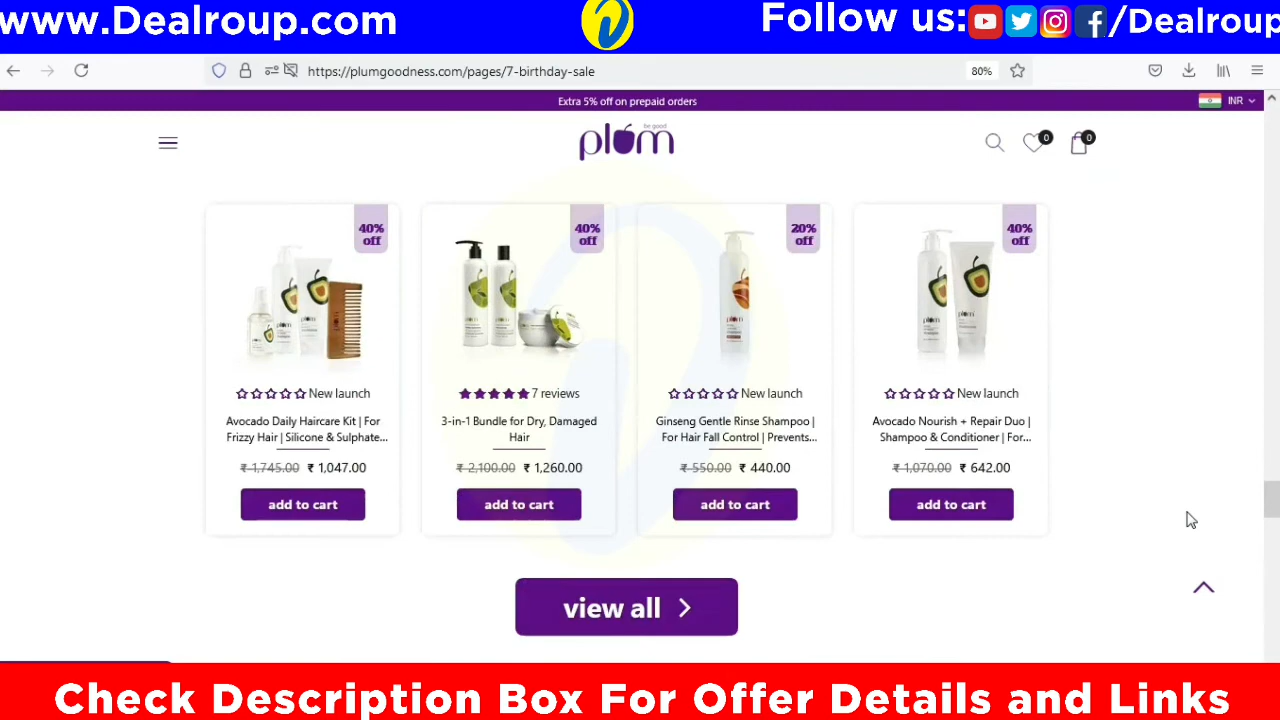 www.Dealroup.com
Follow us:
/Dealroup
https://plumgoodness.com/pages/7-birthday-sale
80%
Extra 5% off on prepaid orders
INR
be good
plum
0
0
40%
off
40%
off
20%
off
40%
off
New launch
7 reviews
New launch
New launch
Avocado Daily Haircare Kit | For
Frizzy Hair | Silicone & Sulphate...
3-in-1 Bundle for Dry, Damaged
Hair
Ginseng Gentle Rinse Shampoo |
For Hair Fall Control | Prevents...
Avocado Nourish + Repair Duo |
Shampoo & Conditioner | For...
₹ 1,745.00 ₹ 1,047.00
₹ 2,100.00 ₹ 1,260.00
₹ 550.00 ₹ 440.00
₹ 1,070.00 ₹ 642.00
add to cart
add to cart
add to cart
add to cart
view all
Check Description Box For Offer Details and Links